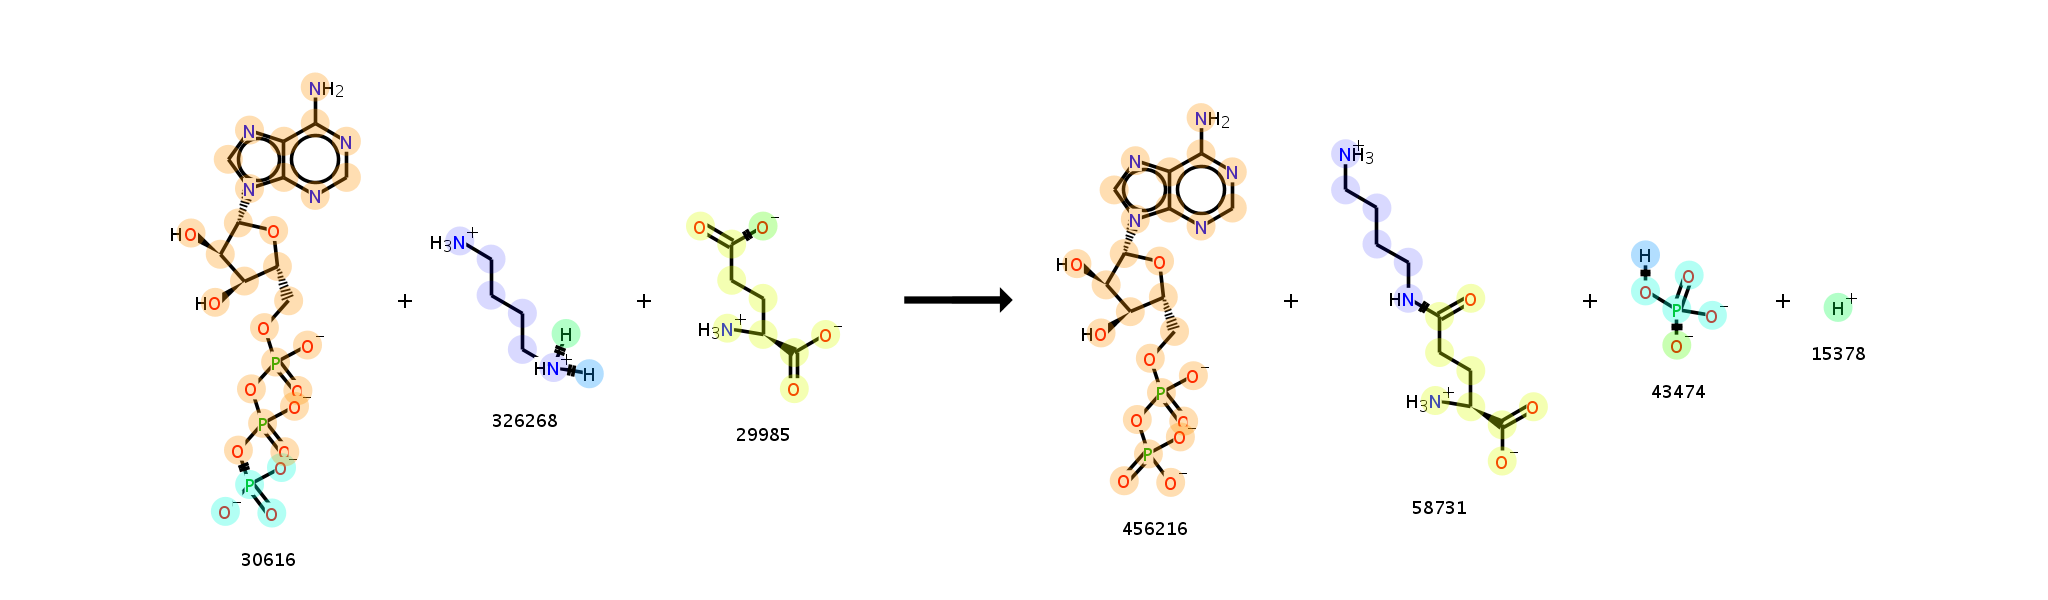 NH2
N
N
N
N
HO
O
HO
O
O
O⁻
P
O
O
O⁻
P
O
O
O⁻
P
O⁻
O
30616
+
H3N⁺
H
HN⁺
H
326268
+
O
O⁻
H3N⁺
O⁻
O
29985
NH2
N
N
N
N
HO
O
HO
O
O⁻
P
O
O
O⁻
P
O
O⁻
456216
+
NH3⁺
HN
O
H3N⁺
O
O⁻
58731
+
H
O
O
P
O⁻
O⁻
43474
+
H⁺
15378